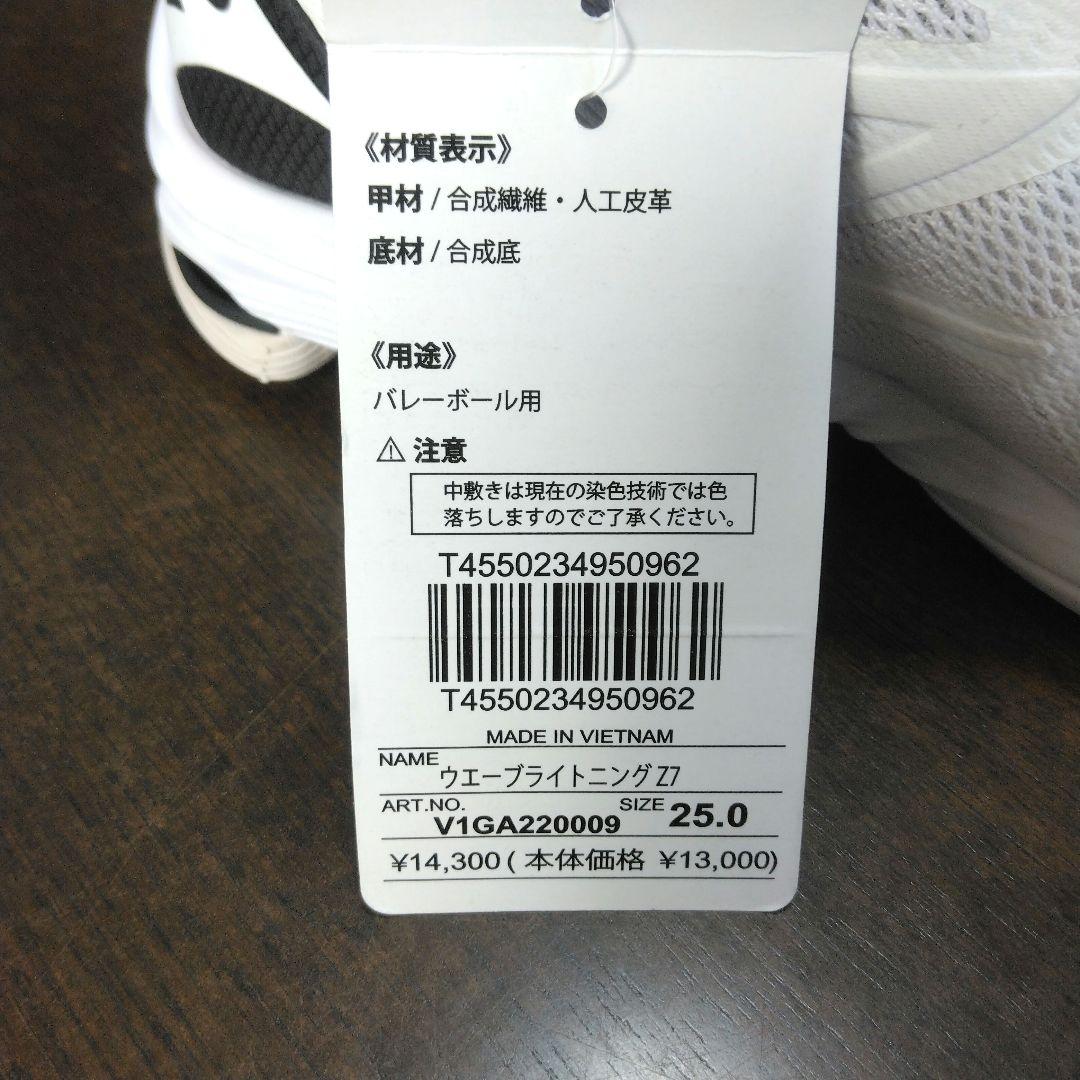 《材質表示》
甲材 / 合成繊維・人工皮革
底材 / 合成底
《用途》
バレーボール用
⚠ 注意
中敷きは現在の染色技術では色
落ちしますのでご了承ください。
T4550234950962
T4550234950962
MADE IN VIETNAM
NAME ウエーブライトニング Z7
ART.NO. V1GA220009 SIZE 25.0
¥14,300 ( 本体価格 ¥13,000)